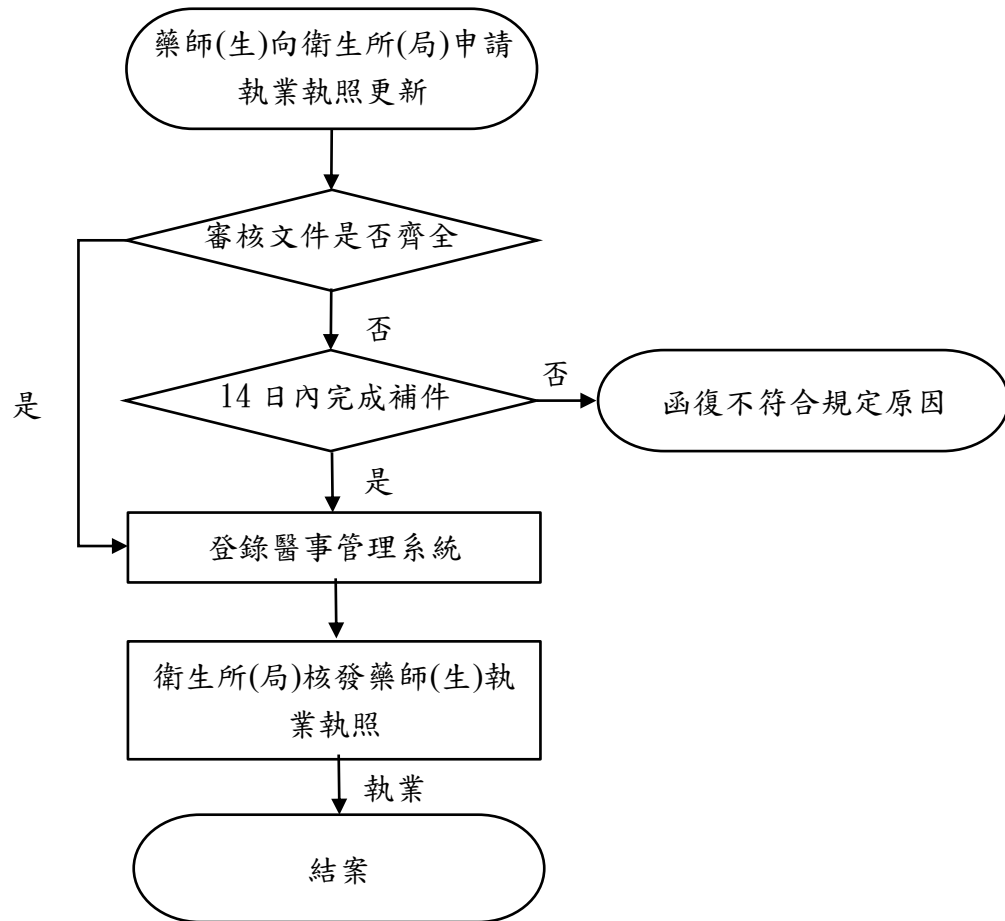 藥師(生)向衛生所(局)申請
執業執照更新
審核文件是否齊全
否
是
14 日內完成補件
否
函復不符合規定原因
是
登錄醫事管理系統
衛生所(局)核發藥師(生)執
業執照
執業
結案